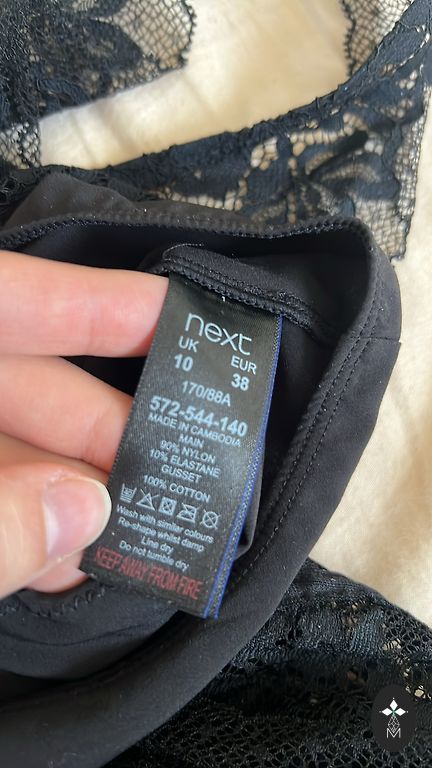 next
UK EUR
10 38
170/88A
572-544-140
MADE IN CAMBODIA
MAIN
90% NYLON
10% ELASTANE
GUSSET
100% COTTON
Wash with similar colours
Re-shape whilst damp
Line dry
Do not tumble dry
KEEP AWAY FROM FIRE
M